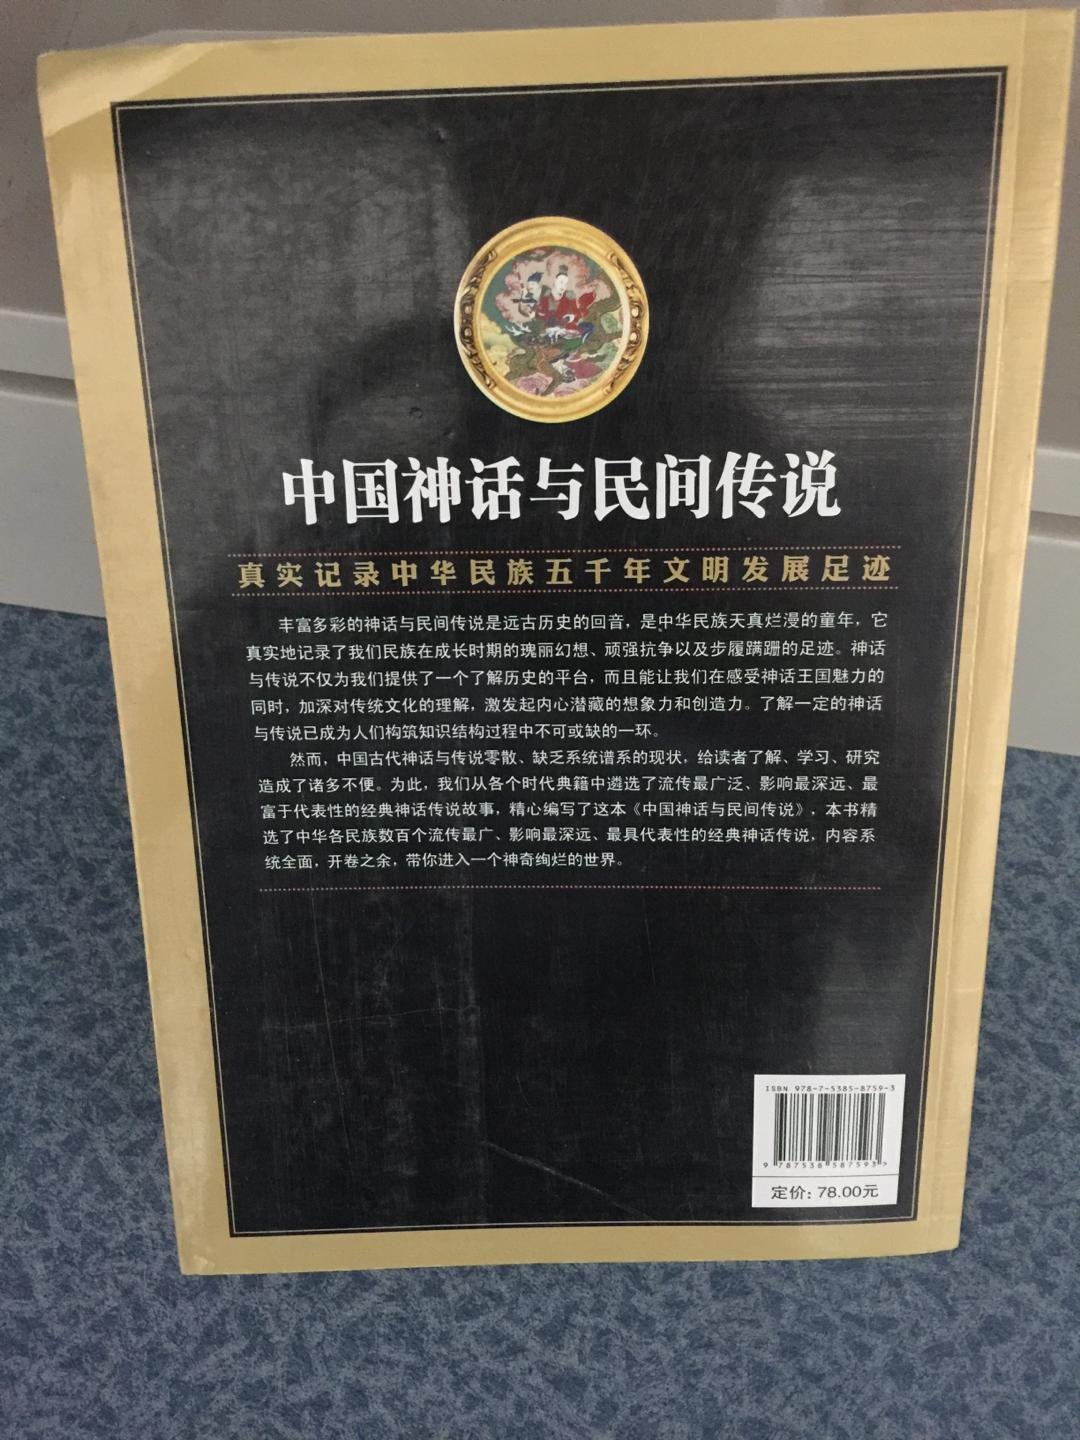 中国神话与民间传说
真实记录中华民族五千年文明发展足迹
丰富多彩的神话与民间传说是远古历史的回音，是中华民族天真烂漫的童年，它
真实地记录了我们民族在成长时期的瑰丽幻想、顽强抗争以及步履蹒跚的足迹。神话
与传说不仅为我们提供了一个了解历史的平台，而且能让我们在感受神话王国魅力的
同时，加深对传统文化的理解，激发起内心潜藏的想象力和创造力。了解一定的神话
与传说已成为人们构筑知识结构过程中不可或缺的一环。
然而，中国古代神话与传说零散、缺乏系统谱系的现状，给读者了解、学习、研究
造成了诸多不便。为此，我们从各个时代典籍中遴选了流传最广泛、影响最深远、最
富于代表性的经典神话传说故事，精心编写了这本《中国神话与民间传说》，本书精
选了中华各民族数百个流传最广、影响最深远、最具代表性的经典神话传说，内容系
统全面，开卷之余，带你进入一个神奇绚烂的世界。
ISBN 978-7-5385-8759-3
9 787538 587593>
定价：78.00元